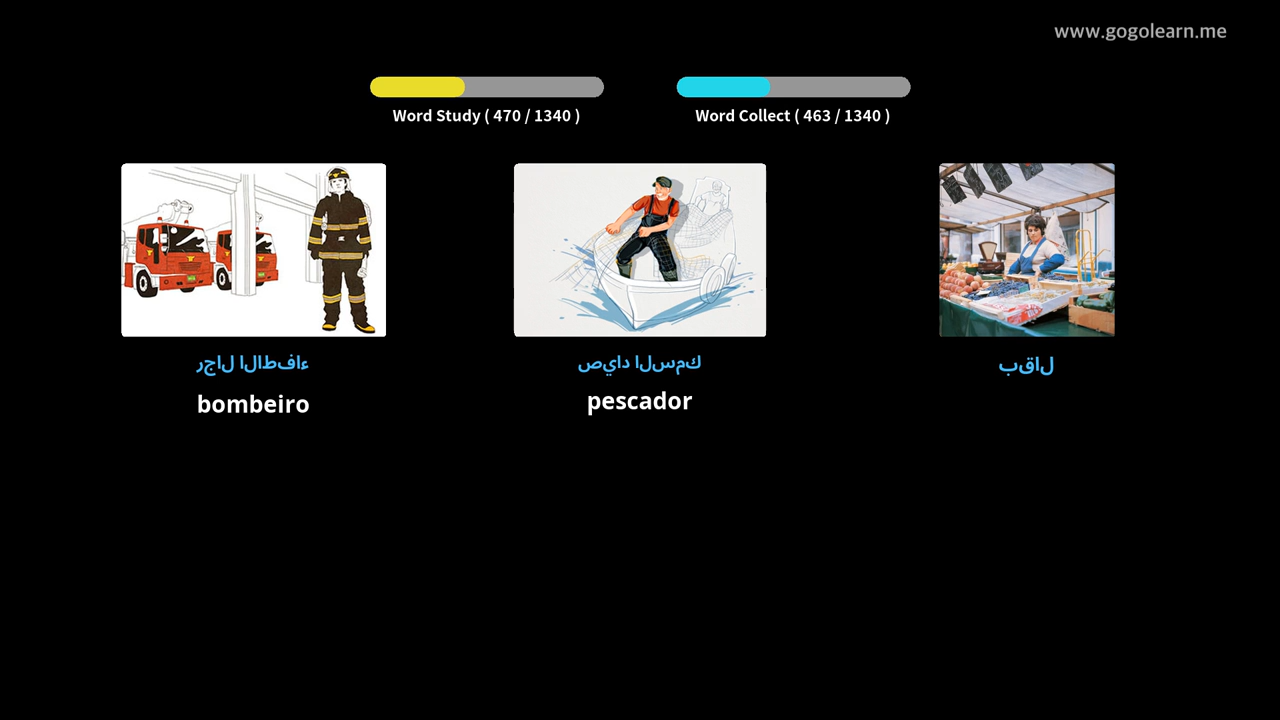 www.gogolearn.me
Word Study ( 470 / 1340 )
Word Collect ( 463 / 1340 )
رجال الاطفاء
صياد السمك
بقال
bombeiro
pescador